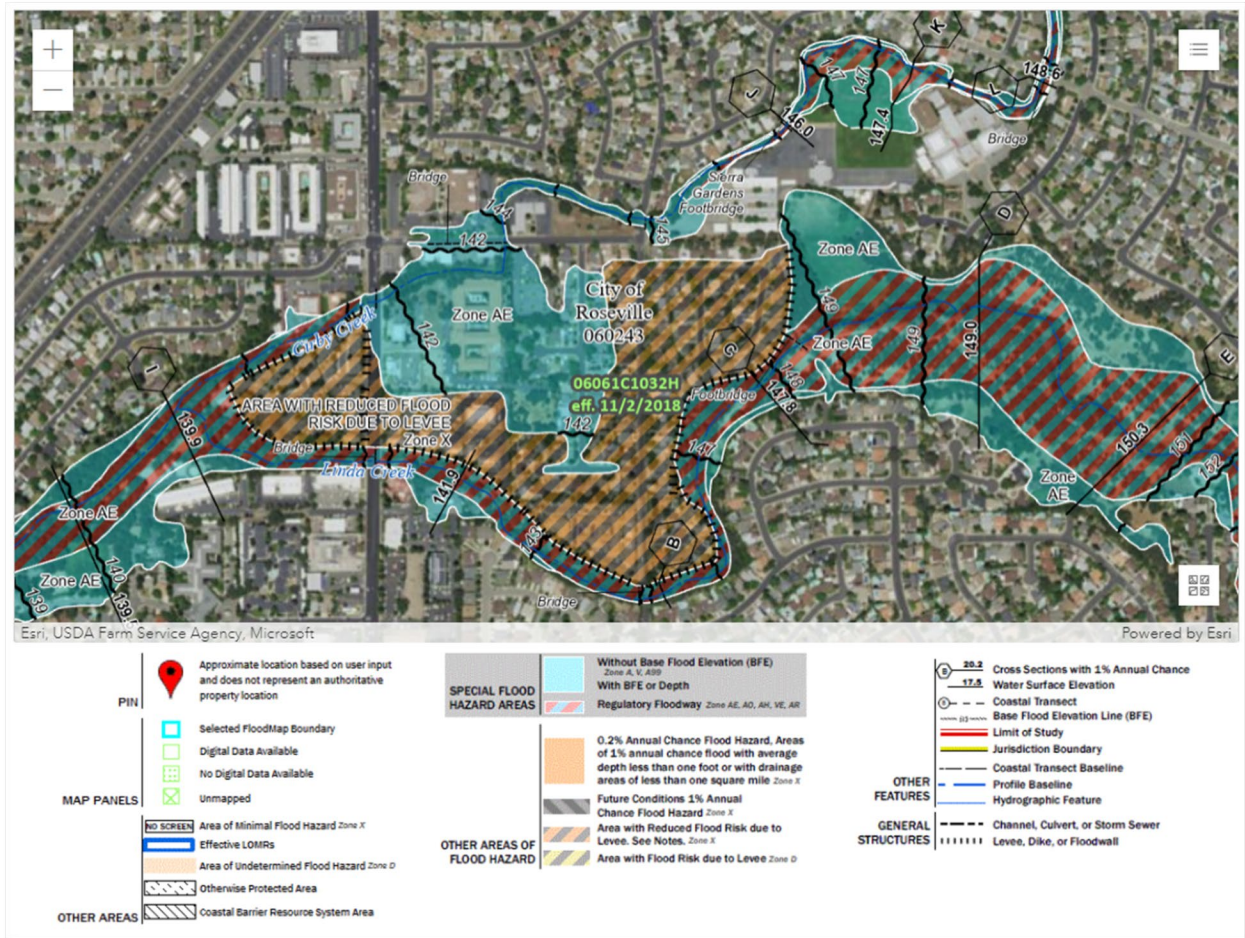 K
J
L
148.6
147
147
147.4
146.0
Bridge
Sierra
Gardens
Footbridge
Bridge
144
142
145
D
Zone AE
City of
Roseville
060243
Zone AE
142
149
Zone AE
149
149.0
Cirby Creek
G
148
147.8
E
I
06061C1032H
eff. 11/2/2018
Footbridge
AREA WITH REDUCED FLOOD
RISK DUE TO LEVEE
Zone X
142
139.9
Bridge
Linda Creek
141.9
147
150.3
151
152
Zone
AE
Zone AE
143
B
140
Zone AE
139
Bridge
Esri, USDA Farm Service Agency, Microsoft
Powered by Esri
PIN
Approximate location based on user input
and does not represent an authoritative
property location
MAP PANELS
Selected FloodMap Boundary
Digital Data Available
No Digital Data Available
Unmapped
OTHER AREAS
NO SCREEN Area of Minimal Flood Hazard Zone X
Effective LOMRs
Area of Undetermined Flood Hazard Zone D
Otherwise Protected Area
Coastal Barrier Resource System Area
SPECIAL FLOOD
HAZARD AREAS
Without Base Flood Elevation (BFE)
Zone A, V, A99
With BFE or Depth
Regulatory Floodway Zone AE, AO, AH, VE, AR
OTHER AREAS OF
FLOOD HAZARD
0.2% Annual Chance Flood Hazard, Areas
of 1% annual chance flood with average
depth less than one foot or with drainage
areas of less than one square mile Zone X
Future Conditions 1% Annual
Chance Flood Hazard Zone X
Area with Reduced Flood Risk due to
Levee. See Notes. Zone X
Area with Flood Risk due to Levee Zone D
OTHER
FEATURES
20.2 Cross Sections with 1% Annual Chance
17.5 Water Surface Elevation
Coastal Transect
Base Flood Elevation Line (BFE)
Limit of Study
Jurisdiction Boundary
Coastal Transect Baseline
Profile Baseline
Hydrographic Feature
GENERAL
STRUCTURES
Channel, Culvert, or Storm Sewer
Levee, Dike, or Floodwall